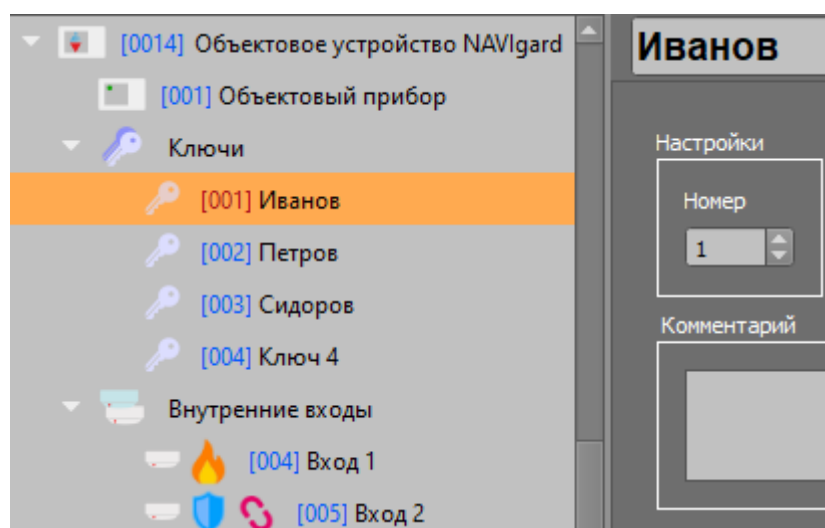 [0014] Объектовое устройство NAVIgard
[001] Объектовый прибор
Ключи
[001] Иванов
[002] Петров
[003] Сидоров
[004] Ключ 4
Внутренние входы
[004] Вход 1
[005] Вход 2
Иванов
Настройки
Номер
1
Комментарий